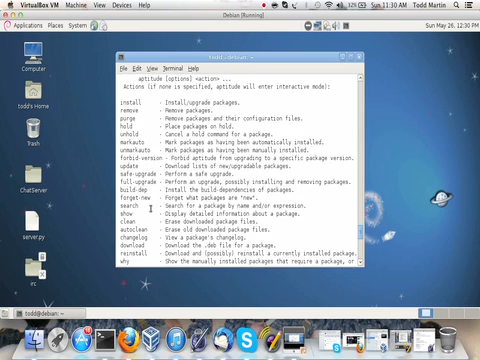 VirtualBox VM Machine View Devices Help Sun 11:30 AM Todd Martin
Debian [Running]
Applications Places System Sun May 26, 12:30 PM
Computer
todd's Home
Trash
ChatServer
server.py
todd@debian: ~
File Edit View Terminal Help
aptitude [options] <action> ...
Actions (if none is specified, aptitude will enter interactive mode):
install - Install/upgrade packages.
remove - Remove packages.
purge - Remove packages and their configuration files.
hold - Place packages on hold.
unhold - Cancel a hold command for a package.
markauto - Mark packages as having been automatically installed.
unmarkauto - Mark packages as having been manually installed.
forbid-version - Forbid aptitude from upgrading to a specific package version.
update - Download lists of new/upgradable packages.
safe-upgrade - Perform a safe upgrade.
full-upgrade - Perform an upgrade, possibly installing and removing packages.
build-dep - Install the build-dependencies of packages.
forget-new - Forget what packages are "new".
search - Search for a package by name and/or expression.
show - Display detailed information about a package.
clean - Erase downloaded package files.
autoclean - Erase old downloaded package files.
changelog - View a package's changelog.
download - Download the .deb file for a package.
reinstall - Download and (possibly) reinstall a currently installed package.
why - Show the manually installed packages that require a package, or
todd@debian: ~